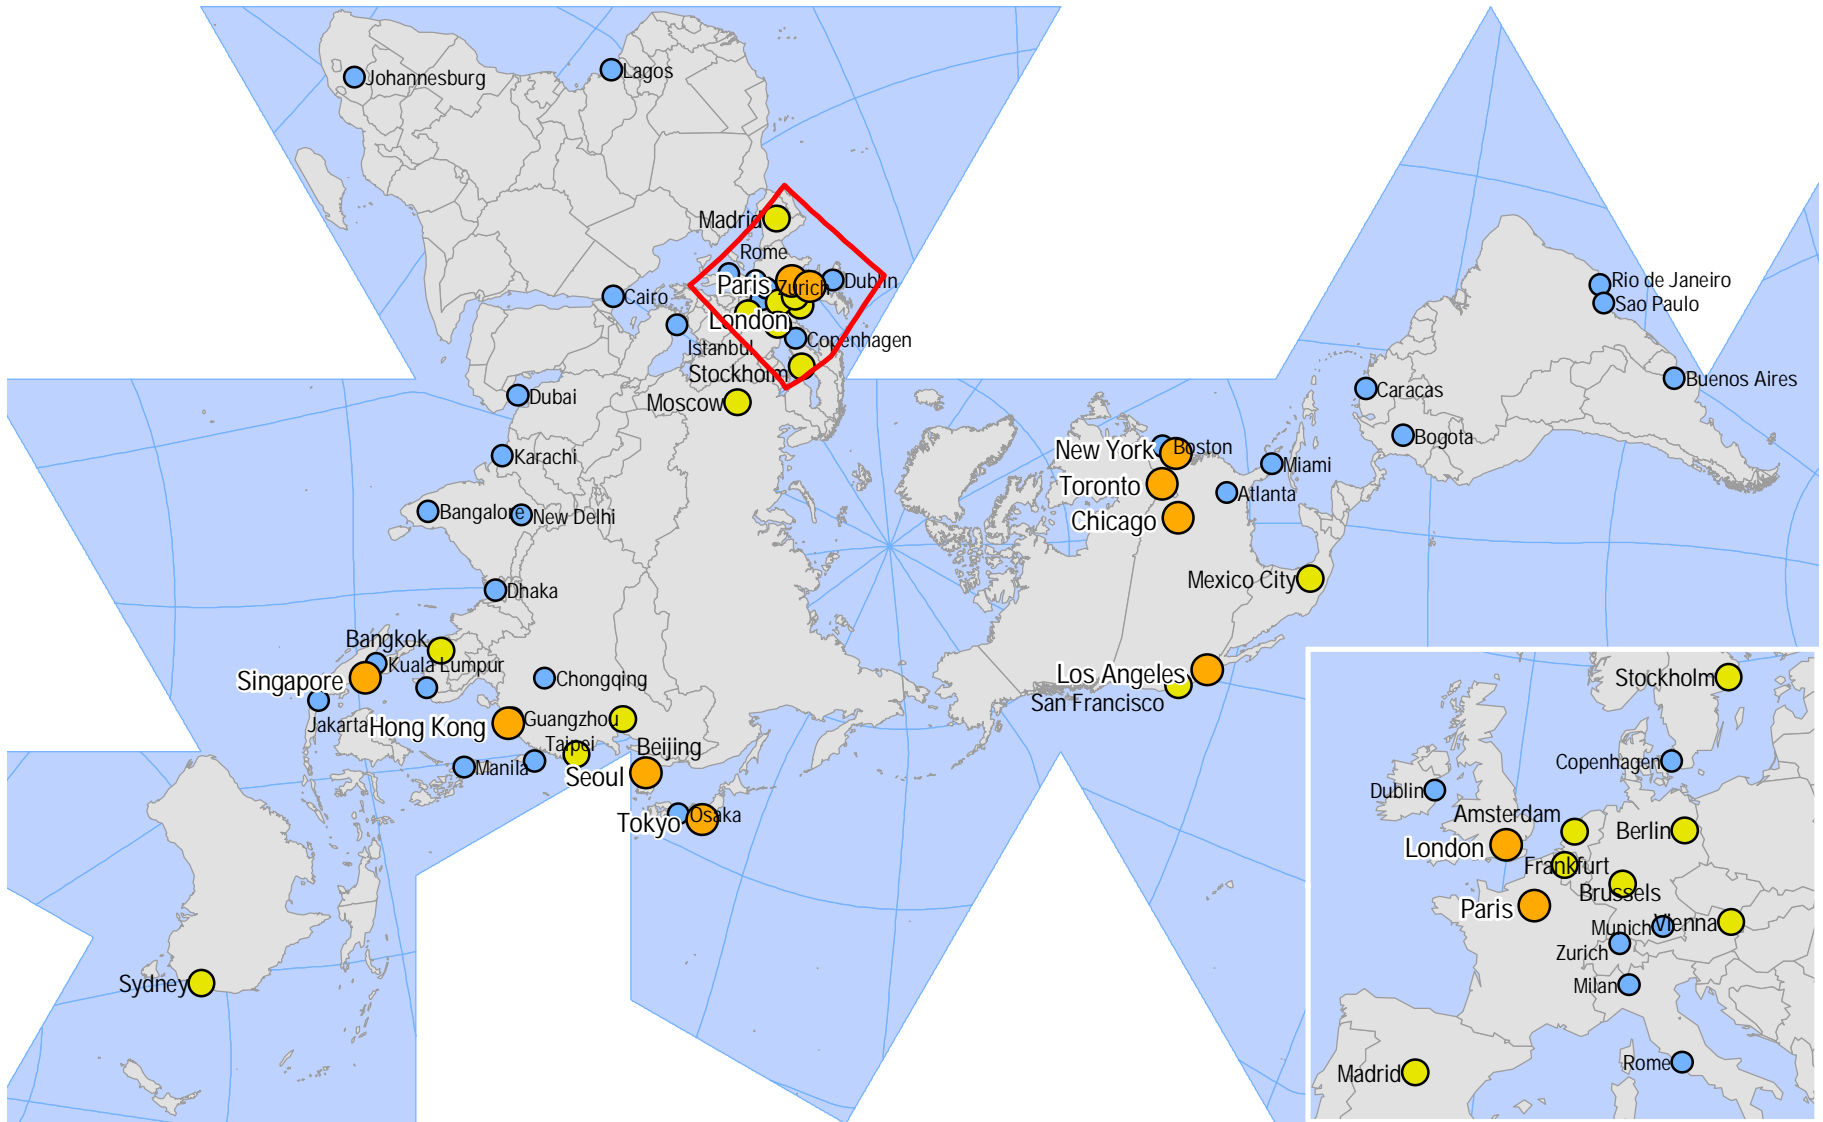 Johannesburg
Lagos
Madrid
Rome
Paris
Zurich
Dublin
Cairo
London
Istanbul
Copenhagen
Stockholm
Moscow
Dubai
Karachi
Bangalore
New Delhi
Dhaka
Bangkok
Kuala Lumpur
Singapore
Chongqing
Jakarta
Hong Kong
Guangzhou
Taipei
Beijing
Manila
Seoul
Tokyo
Osaka
Sydney
Rio de Janeiro
Sao Paulo
Buenos Aires
Caracas
Bogota
New York
Boston
Miami
Toronto
Atlanta
Chicago
Mexico City
Los Angeles
San Francisco
Stockholm
Copenhagen
Dublin
Amsterdam
Berlin
London
Frankfurt
Brussels
Paris
Munich
Vienna
Zurich
Milan
Rome
Madrid